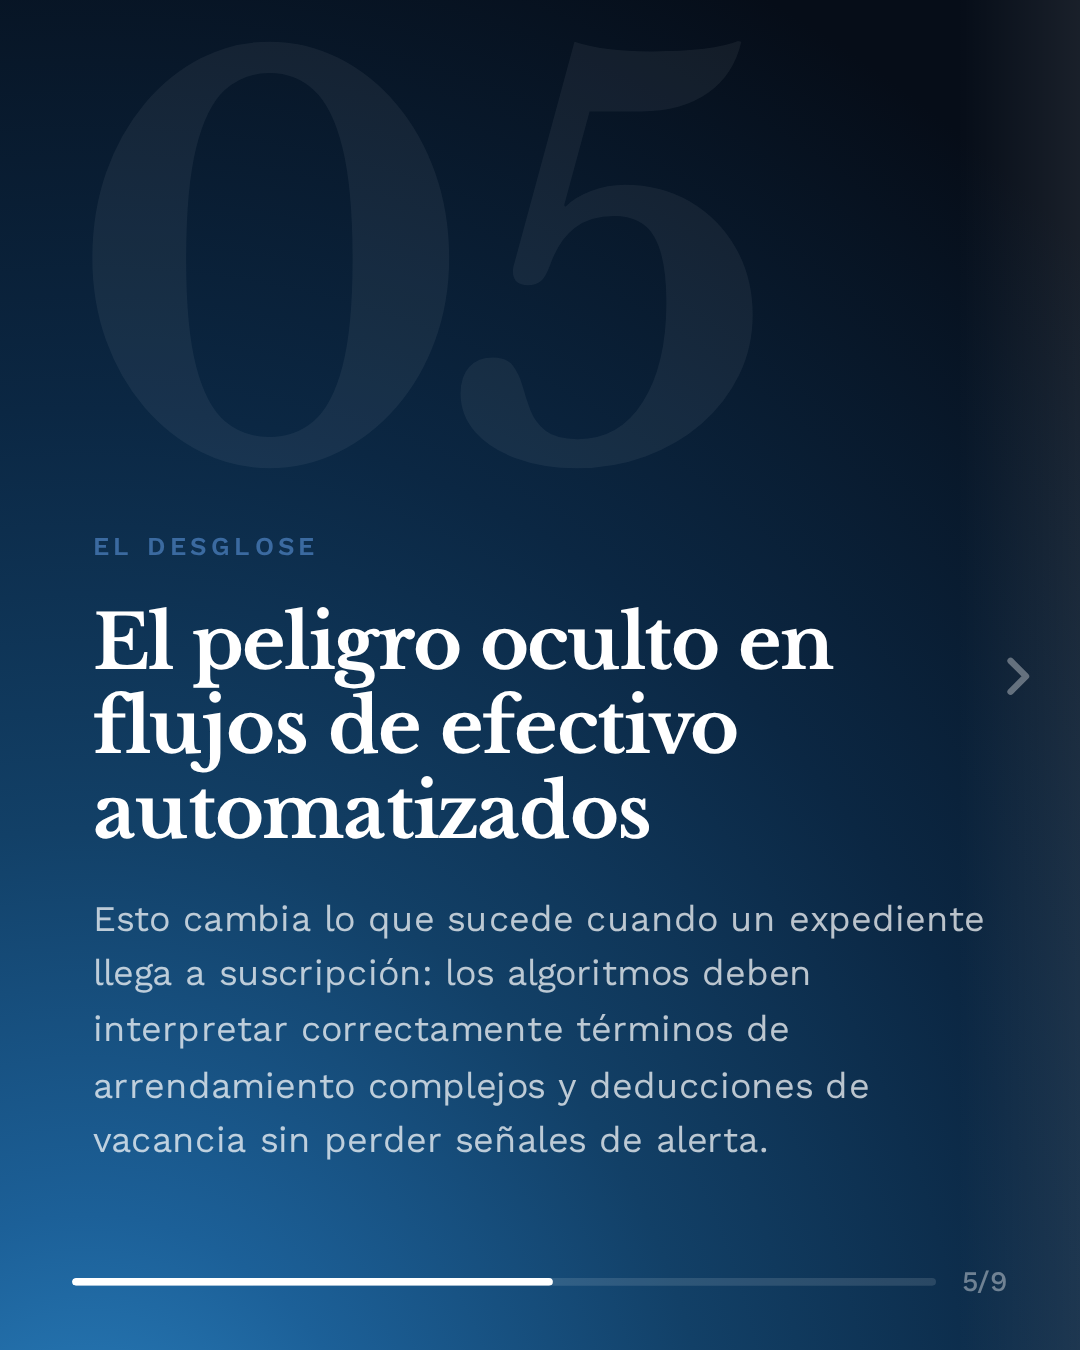 05
EL DESGLOSE
El peligro oculto en
flujos de efectivo
automatizados
Esto cambia lo que sucede cuando un expediente
llega a suscripción: los algoritmos deben
interpretar correctamente términos de
arrendamiento complejos y deducciones de
vacancia sin perder señales de alerta.
5/9